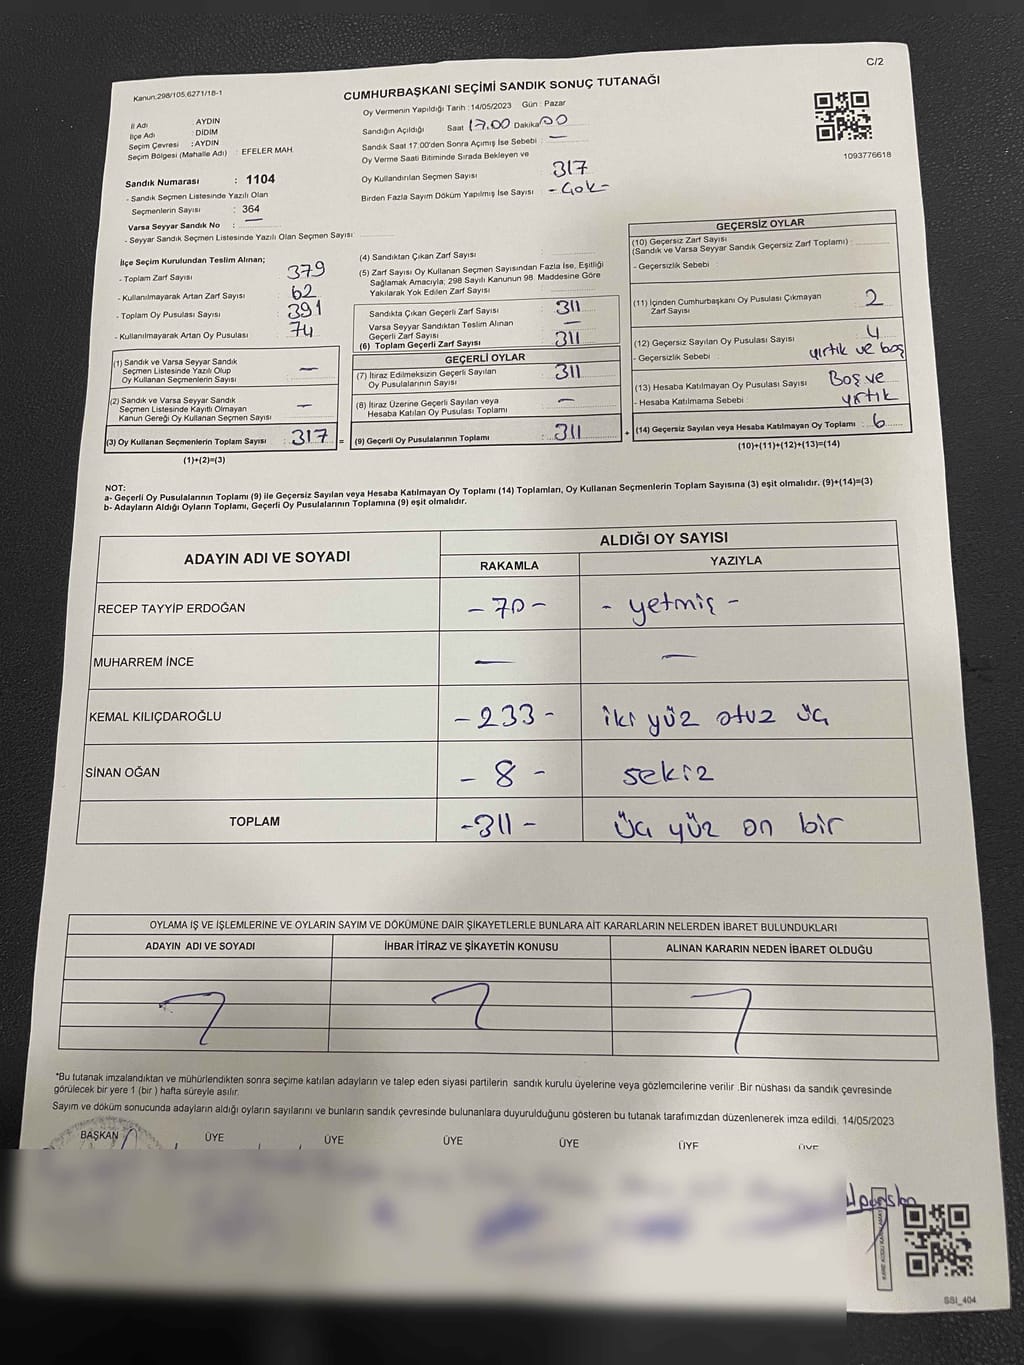 C/2
Kanun:298/105,6271/18-1
CUMHURBAŞKANI SEÇİMİ SANDIK SONUÇ TUTANAĞI
Oy Vermenin Yapıldığı Tarih : 14/05/2023 Gün : Pazar
İl Adı : AYDIN
İlçe Adı : DİDİM
Seçim Çevresi : AYDIN
Seçim Bölgesi (Mahalle Adı) : EFELER MAH.
Sandığın Açıldığı Saat 17.00 Dakika 00
Sandık Saat 17:00'den Sonra Açımış İse Sebebi : —
Oy Verme Saati Bitiminde Sırada Bekleyen ve
Oy Kullandırılan Seçmen Sayısı 317
Birden Fazla Sayım Döküm Yapılmış İse Sayısı
1093776618
Sandık Numarası : 1104
- Sandık Seçmen Listesinde Yazılı Olan
Seçmenlerin Sayısı : 364
Varsa Seyyar Sandık No : —
- Seyyar Sandık Seçmen Listesinde Yazılı Olan Seçmen Sayısı
İlçe Seçim Kurulundan Teslim Alınan;
- Toplam Zarf Sayısı 379
- Kullanılmayarak Artan Zarf Sayısı : 62
- Toplam Oy Pusulası Sayısı : 391
- Kullanılmayarak Artan Oy Pusulası : 74
(1) Sandık ve Varsa Seyyar Sandık
Seçmen Listesinde Yazılı Olup
Oy Kullanan Seçmenlerin Sayısı —
(2) Sandık ve Varsa Seyyar Sandık
Seçmen Listesinde Kayıtlı Olmayan
Kanun Gereği Oy Kullanan Seçmen Sayısı —
(3) Oy Kullanan Seçmenlerin Toplam Sayısı : 317 =
(1)+(2)=(3)
(4) Sandıktan Çıkan Zarf Sayısı
(5) Zarf Sayısı Oy Kullanan Seçmen Sayısından Fazla İse, Eşitliği
Sağlamak Amacıyla; 298 Sayılı Kanunun 98. Maddesine Göre
Yakılarak Yok Edilen Zarf Sayısı
Sandıkta Çıkan Geçerli Zarf Sayısı 311
Varsa Seyyar Sandıktan Teslim Alınan
Geçerli Zarf Sayısı —
(6) Toplam Geçerli Zarf Sayısı 311
GEÇERLİ OYLAR
(7) İtiraz Edilmeksizin Geçerli Sayılan
Oy Pusulalarının Sayısı 311
(8) İtiraz Üzerine Geçerli Sayılan veya
Hesaba Katılan Oy Pusulası Toplamı —
(9) Geçerli Oy Pusulalarının Toplamı : 311 +
GEÇERSİZ OYLAR
(10) Geçersiz Zarf Sayısı
(Sandık ve Varsa Seyyar Sandık Geçersiz Zarf Toplamı) :
- Geçersizlik Sebebi :
(11) İçinden Cumhurbaşkanı Oy Pusulası Çıkmayan
Zarf Sayısı 2
(12) Geçersiz Sayılan Oy Pusulası Sayısı : 4
- Geçersizlik Sebebi : yırtık ve boş
(13) Hesaba Katılmayan Oy Pusulası Sayısı Boş ve
- Hesaba Katılmama Sebebi : yrtık
(14) Geçersiz Sayılan veya Hesaba Katılmayan Oy Toplamı : 6
(10)+(11)+(12)+(13)=(14)
NOT:
a- Geçerli Oy Pusulalarının Toplamı (9) ile Geçersiz Sayılan veya Hesaba Katılmayan Oy Toplamı (14) Toplamları, Oy Kullanan Seçmenlerin Toplam Sayısına (3) eşit olmalıdır. (9)+(14)=(3)
b- Adayların Aldığı Oyların Toplamı, Geçerli Oy Pusulalarının Toplamına (9) eşit olmalıdır.
ADAYIN ADI VE SOYADI
ALDIĞI OY SAYISI
RAKAMLA YAZIYLA
RECEP TAYYİP ERDOĞAN - 70 - - yetmiş -
MUHARREM İNCE — —
KEMAL KILIÇDAROĞLU - 233 - iki yüz otuz üç
SİNAN OĞAN - 8 - sekiz
TOPLAM - 311 - Üç yüz on bir
OYLAMA İŞ VE İŞLEMLERİNE VE OYLARIN SAYIM VE DÖKÜMÜNE DAİR ŞİKAYETLERLE BUNLARA AİT KARARLARIN NELERDEN İBARET BULUNDUKLARI
ADAYIN ADI VE SOYADI İHBAR İTİRAZ VE ŞİKAYETİN KONUSU ALINAN KARARIN NEDEN İBARET OLDUĞU
*Bu tutanak imzalandıktan ve mühürlendikten sonra seçime katılan adayların ve talep eden siyasi partilerin sandık kurulu üyelerine veya gözlemcilerine verilir .Bir nüshası da sandık çevresinde
görülecek bir yere 1 (bir) hafta süreyle asılır.
Sayım ve döküm sonucunda adayların aldığı oyların sayılarını ve bunların sandık çevresinde bulunanlara duyurulduğunu gösteren bu tutanak tarafımızdan düzenlenerek imza edildi. 14/05/2023
BAŞKAN ÜYE ÜYE ÜYE ÜYE ÜYE ÜYE
SSI_404